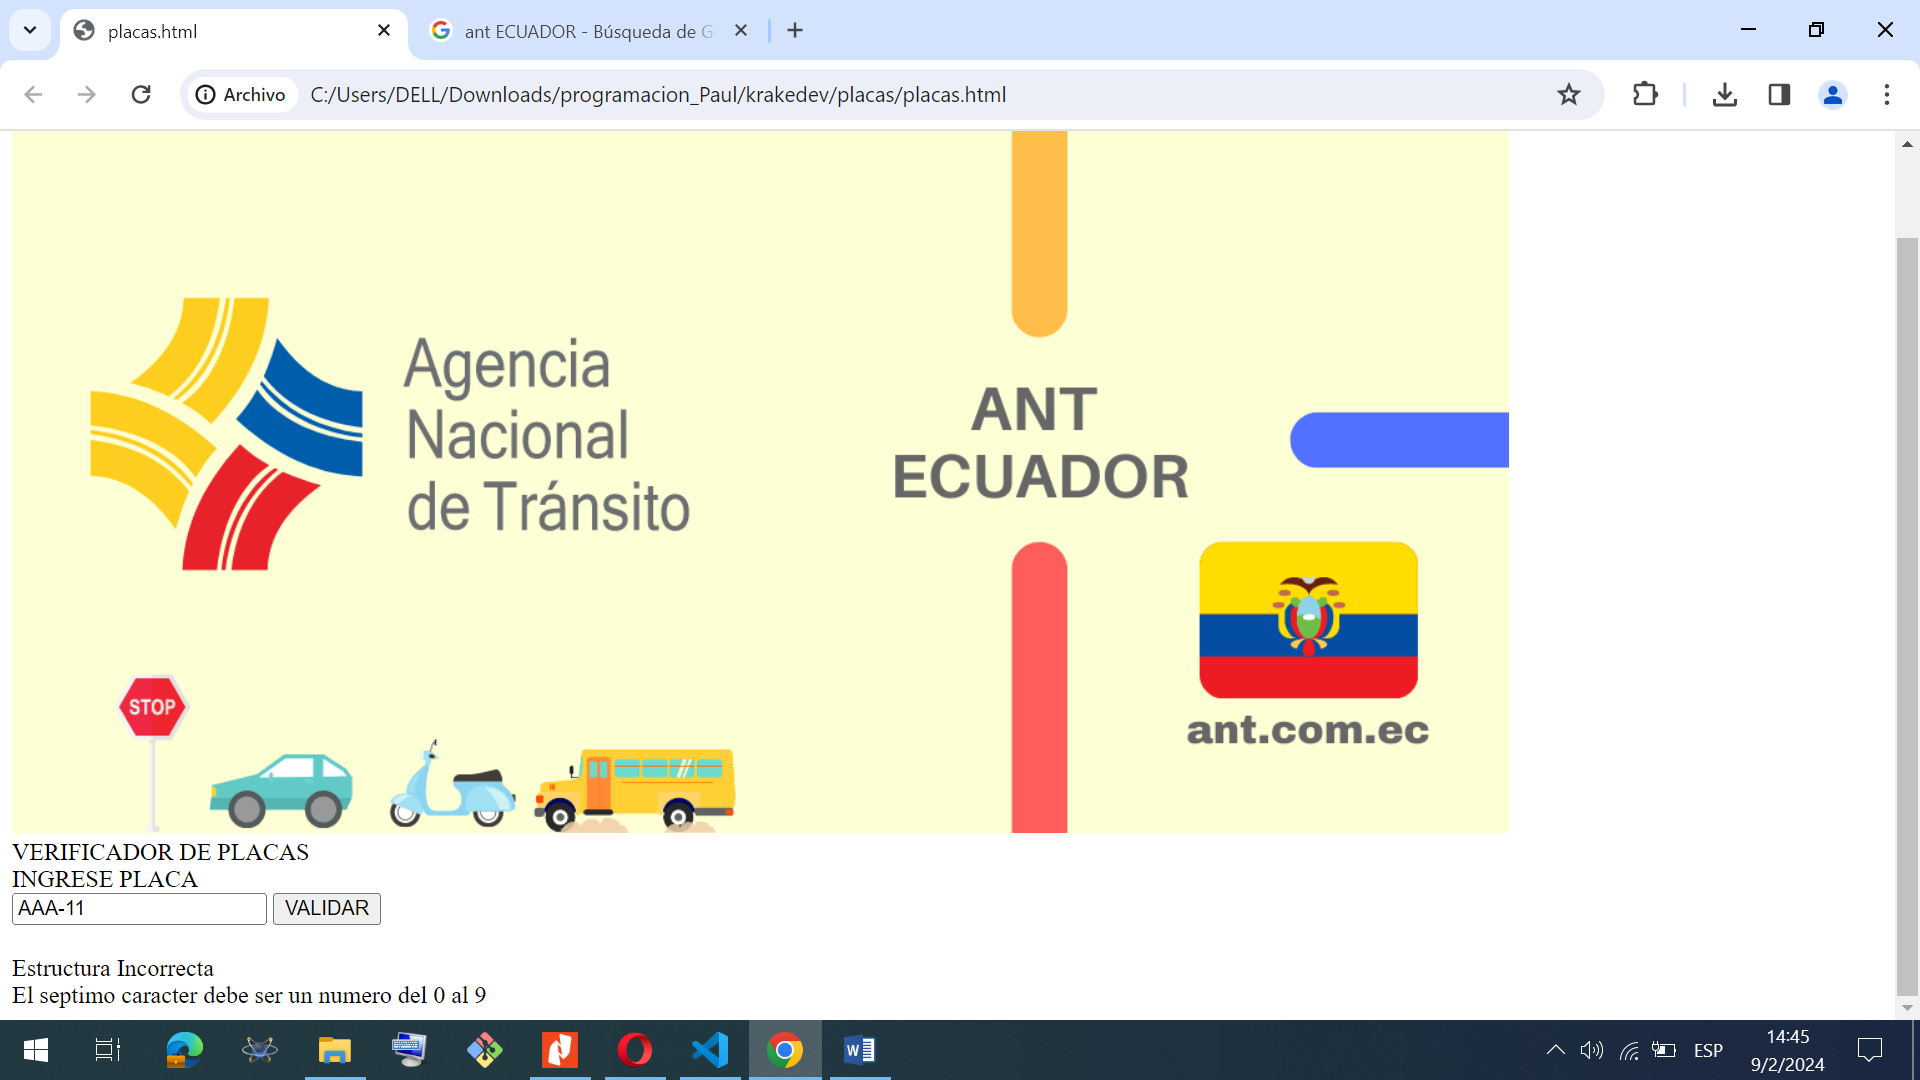 placas.html
ant ECUADOR - Búsqueda de G
Archivo
C:/Users/DELL/Downloads/programacion_Paul/krakedev/placas/placas.html
Agencia
Nacional
de Tránsito
ANT
ECUADOR
STOP
ant.com.ec
VERIFICADOR DE PLACAS
INGRESE PLACA
AAA-11
VALIDAR
Estructura Incorrecta
El septimo caracter debe ser un numero del 0 al 9
ESP
14:45
9/2/2024